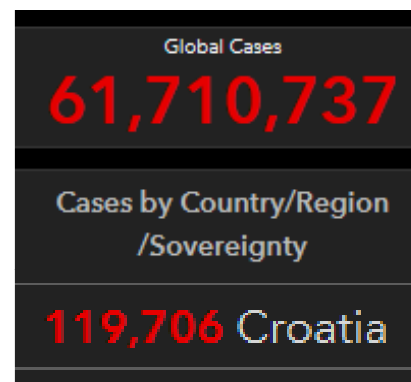 Global Cases
61,710,737
Cases by Country/Region
/Sovereignty
119,706 Croatia